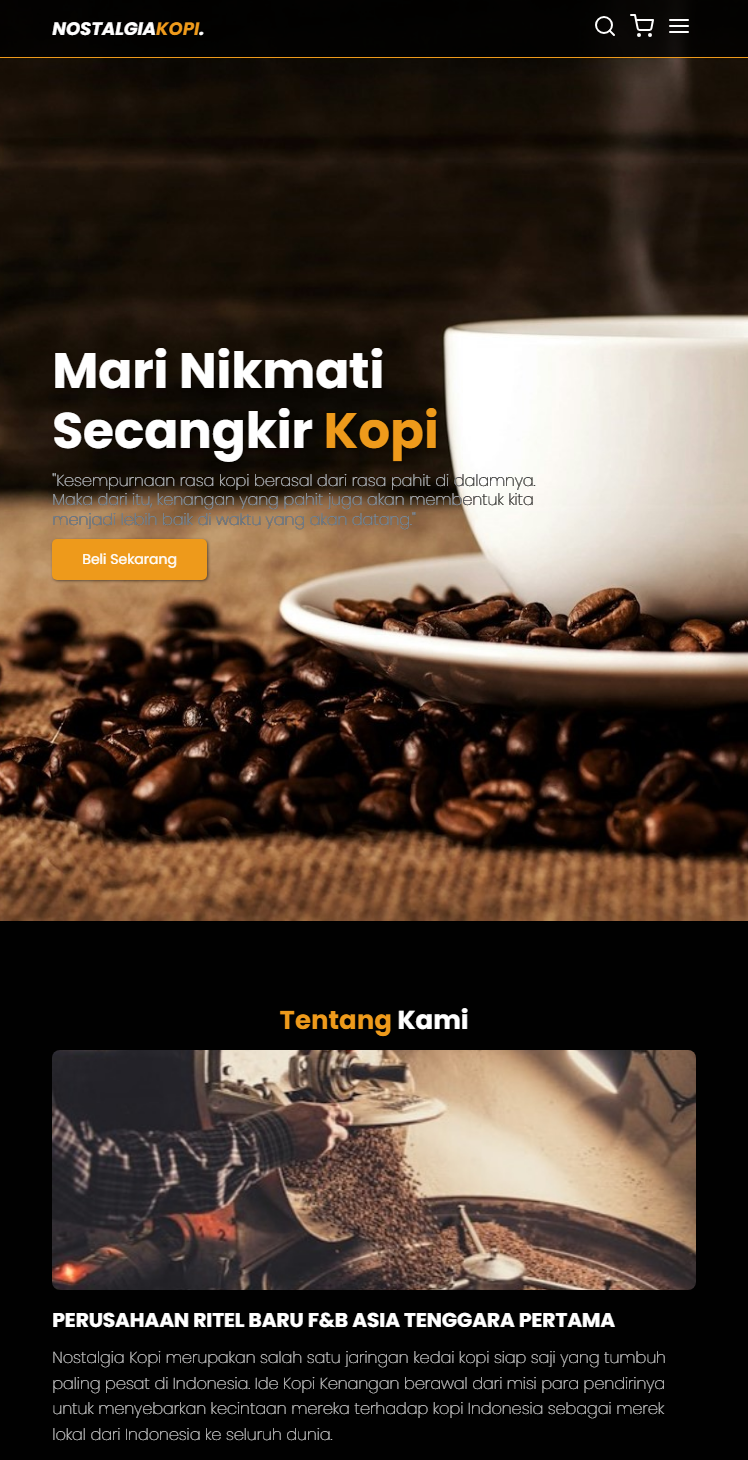 NOSTALGIAKOPI.
Mari Nikmati
Secangkir Kopi
"Kesempurnaan rasa kopi berasal dari rasa pahit di dalamnya.
Maka dari itu, kenangan yang pahit juga akan membentuk kita
menjadi lebih baik di waktu yang akan datang."
Beli Sekarang
Tentang Kami
PERUSAHAAN RITEL BARU F&B ASIA TENGGARA PERTAMA
Nostalgia Kopi merupakan salah satu jaringan kedai kopi siap saji yang tumbuh
paling pesat di Indonesia. Ide Kopi Kenangan berawal dari misi para pendirinya
untuk menyebarkan kecintaan mereka terhadap kopi Indonesia sebagai merek
lokal dari Indonesia ke seluruh dunia.